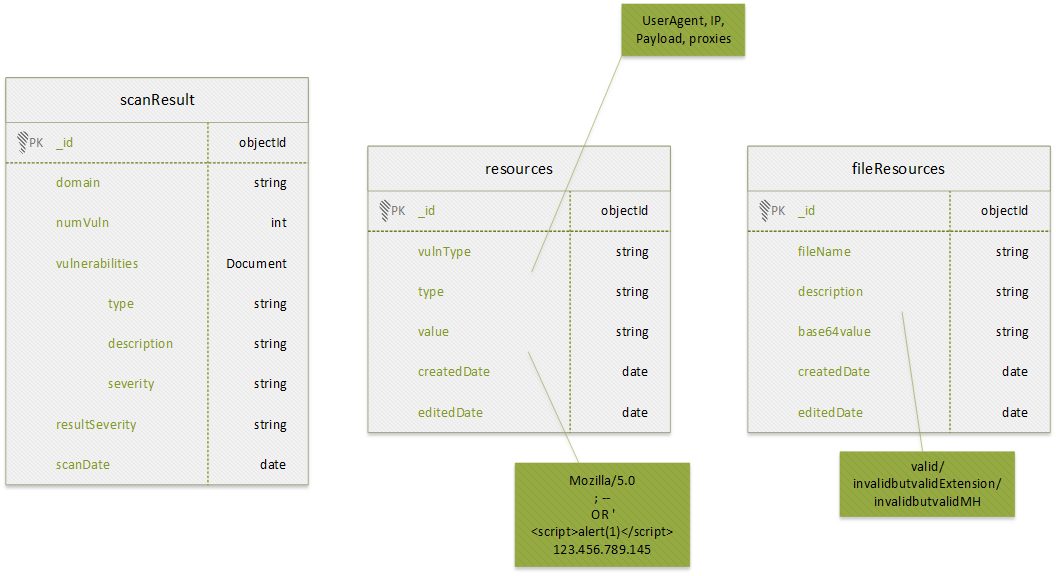 UserAgent, IP,
Payload, proxies
scanResult
PK _id objectId
domain string
numVuln int
vulnerabilities Document
type string
description string
severity string
resultSeverity string
scanDate date
resources
PK _id objectId
vulnType string
type string
value string
createdDate date
editedDate date
fileResources
PK _id objectId
fileName string
description string
base64value string
createdDate date
editedDate date
Mozilla/5.0
; --
OR '
<script>alert(1)</script>
123.456.789.145
valid/
invalidbutvalidExtension/
invalidbutvalidMH